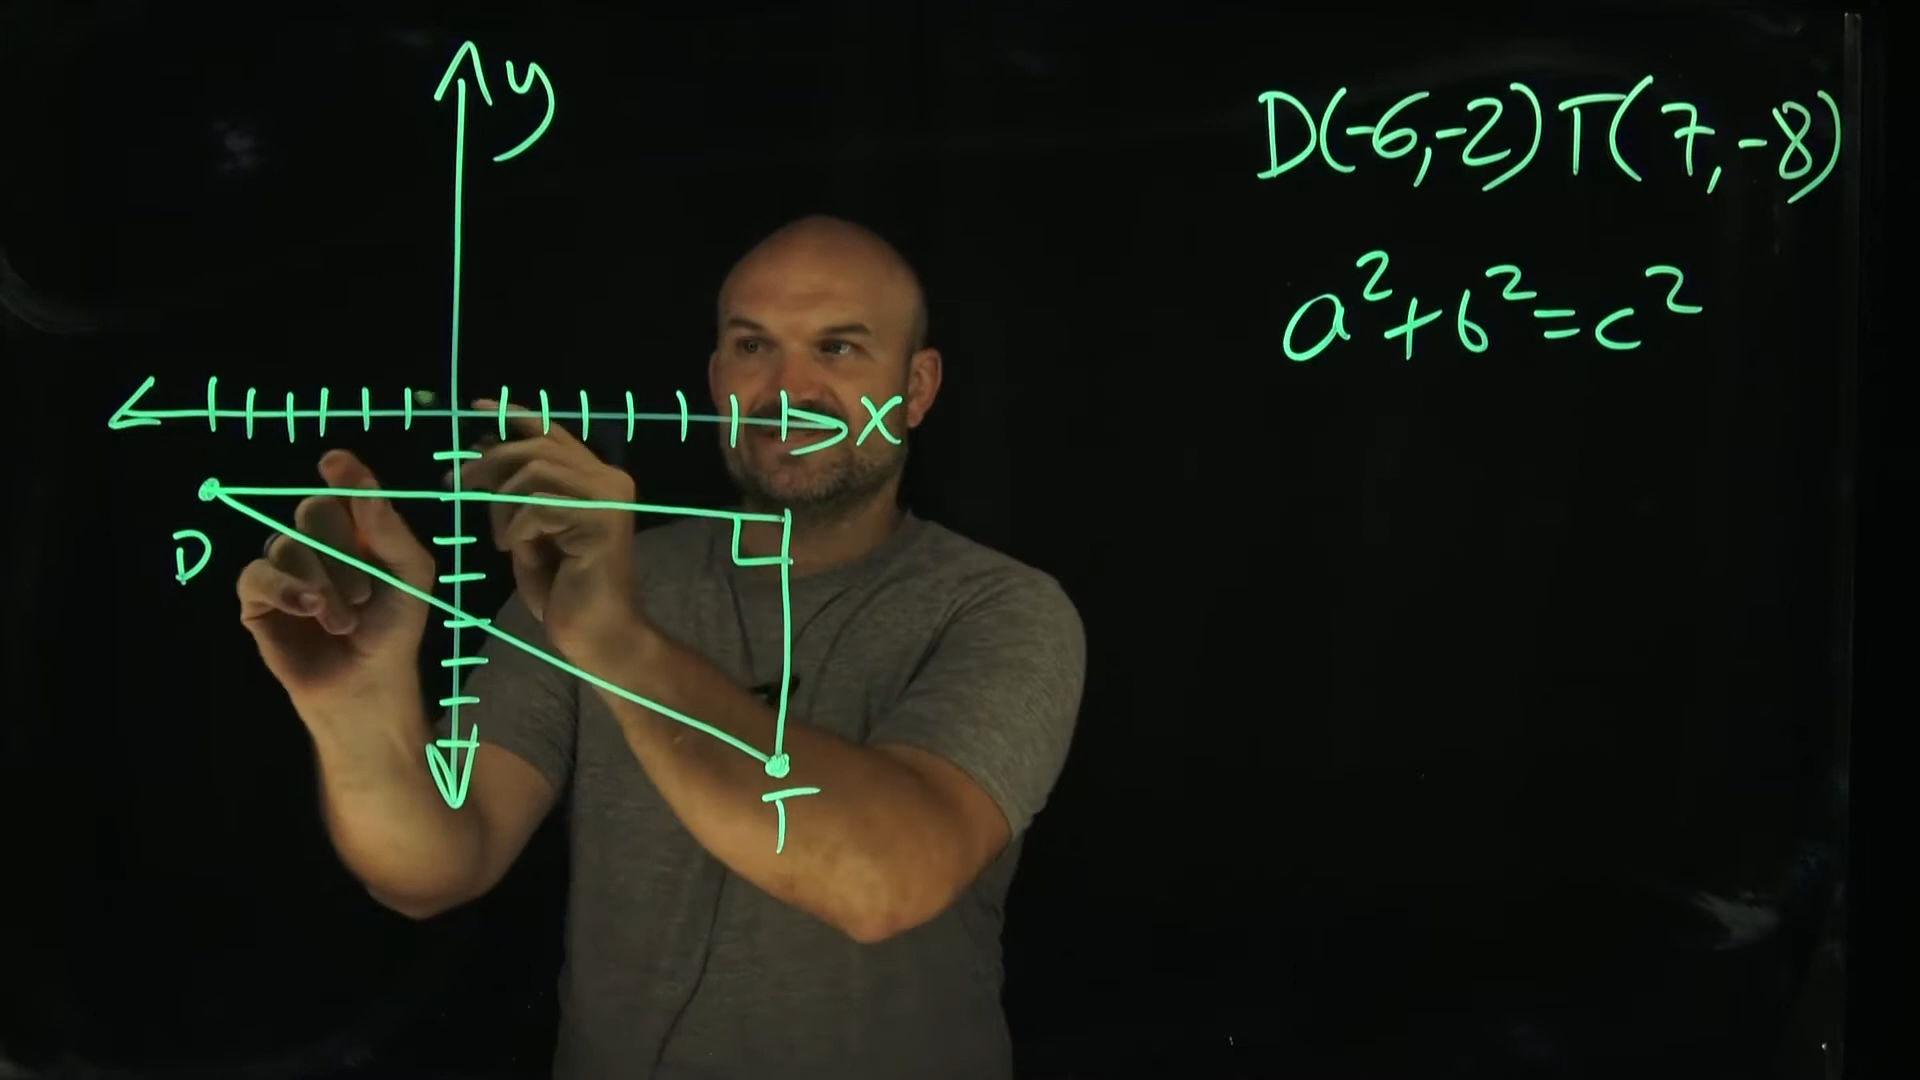 y
D(-6,-2) T(7,-8)
a²+b²=c²
X
D
T